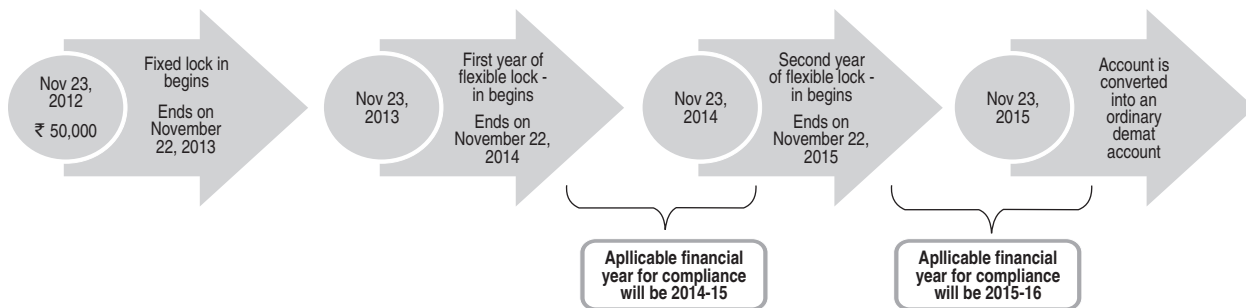 Nov 23,
2012
₹ 50,000
Fixed lock in
begins
Ends on
November
22, 2013
Nov 23,
2013
First year of
flexible lock -
in begins
Ends on
November 22,
2014
Nov 23,
2014
Second year
of flexible lock -
in begins
Ends on
November 22,
2015
Nov 23,
2015
Account is
converted
into an
ordinary
demat
account
Apllicable financial
year for compliance
will be 2014-15
Apllicable financial
year for compliance
will be 2015-16